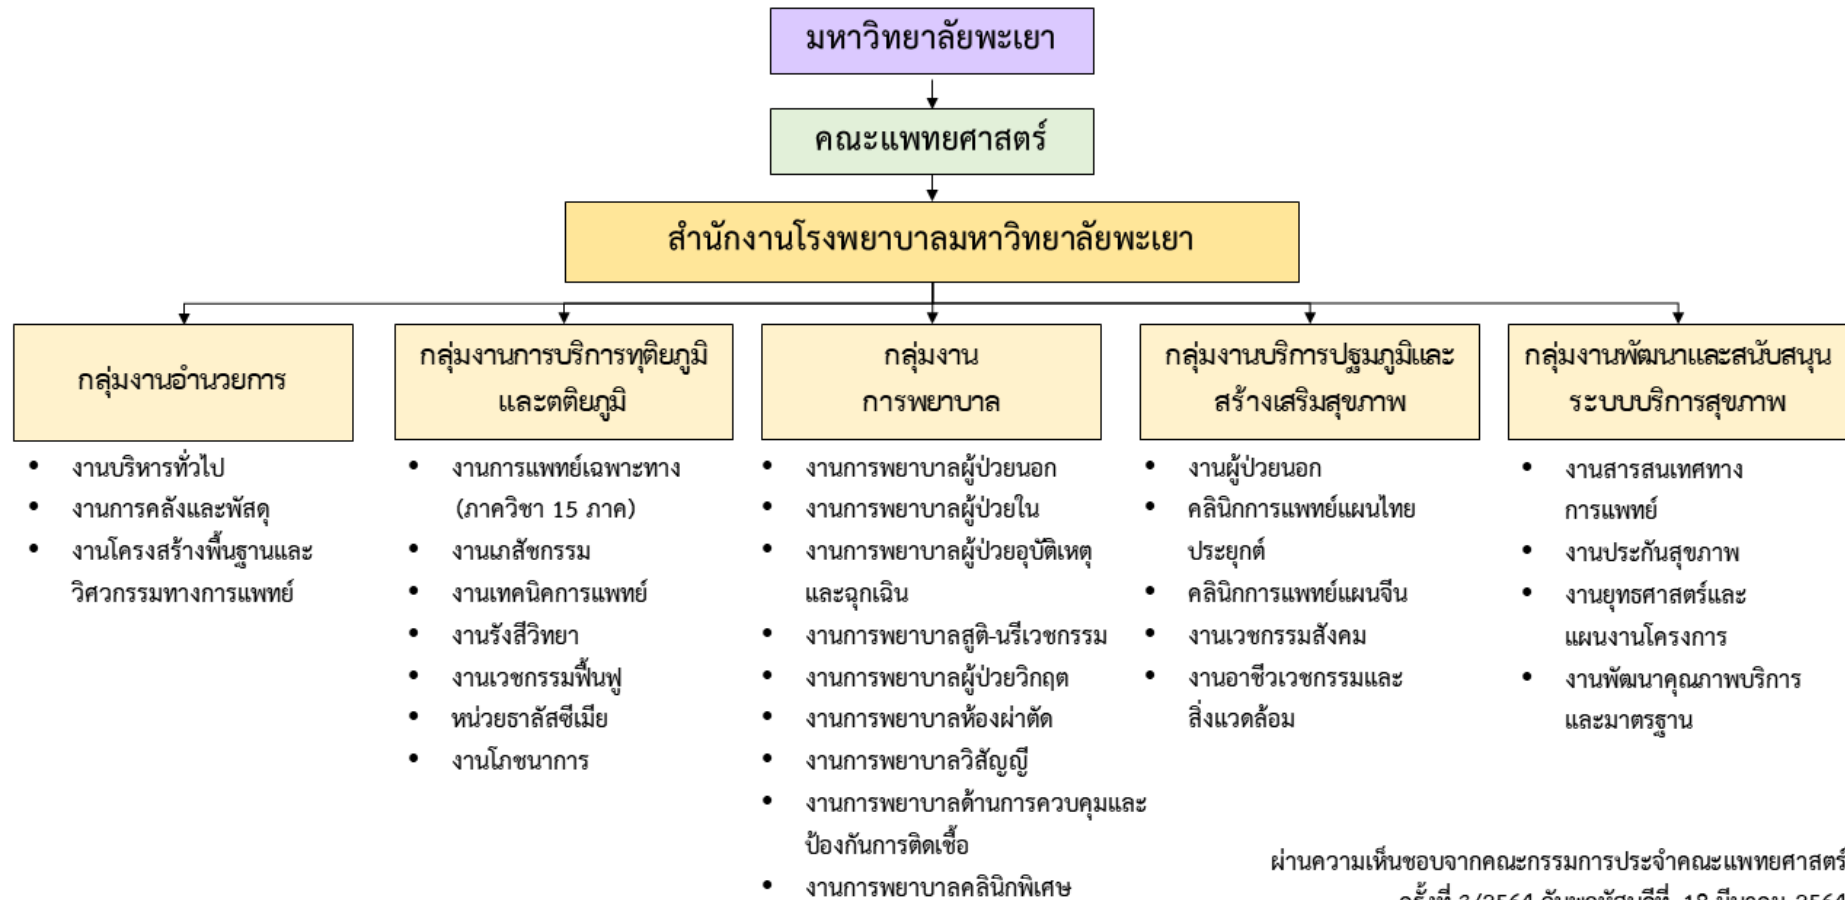 มหาวิทยาลัยพะเยา
คณะแพทยศาสตร์
สำนักงานโรงพยาบาลมหาวิทยาลัยพะเยา
กลุ่มงานอำนวยการ
• งานบริหารทั่วไป
• งานการคลังและพัสดุ
• งานโครงสร้างพื้นฐานและ
วิศวกรรมทางการแพทย์
กลุ่มงานการบริการทุติยภูมิ
และตติยภูมิ
• งานการแพทย์เฉพาะทาง
(ภาควิชา 15 ภาค)
• งานเภสัชกรรม
• งานเทคนิคการแพทย์
• งานรังสีวิทยา
• งานเวชกรรมฟื้นฟู
• หน่วยธาลัสซีเมีย
• งานโภชนาการ
กลุ่มงาน
การพยาบาล
• งานการพยาบาลผู้ป่วยนอก
• งานการพยาบาลผู้ป่วยใน
• งานการพยาบาลผู้ป่วยอุบัติเหตุ
และฉุกเฉิน
• งานการพยาบาลสูติ-นรีเวชกรรม
• งานการพยาบาลผู้ป่วยวิกฤต
• งานการพยาบาลห้องผ่าตัด
• งานการพยาบาลวิสัญญี
• งานการพยาบาลด้านการควบคุมและ
ป้องกันการติดเชื้อ
• งานการพยาบาลคลินิกพิเศษ
กลุ่มงานบริการปฐมภูมิและ
สร้างเสริมสุขภาพ
• งานผู้ป่วยนอก
• คลินิกการแพทย์แผนไทย
ประยุกต์
• คลินิกการแพทย์แผนจีน
• งานเวชกรรมสังคม
• งานอาชีวเวชกรรมและ
สิ่งแวดล้อม
กลุ่มงานพัฒนาและสนับสนุน
ระบบบริการสุขภาพ
• งานสารสนเทศทาง
การแพทย์
• งานประกันสุขภาพ
• งานยุทธศาสตร์และ
แผนงานโครงการ
• งานพัฒนาคุณภาพบริการ
และมาตรฐาน
ผ่านความเห็นชอบจากคณะกรรมการประจำคณะแพทยศาสตร์
ครั้งที่ 3/2564 วันพฤหัสบดีที่ 18 มีนาคม 2564